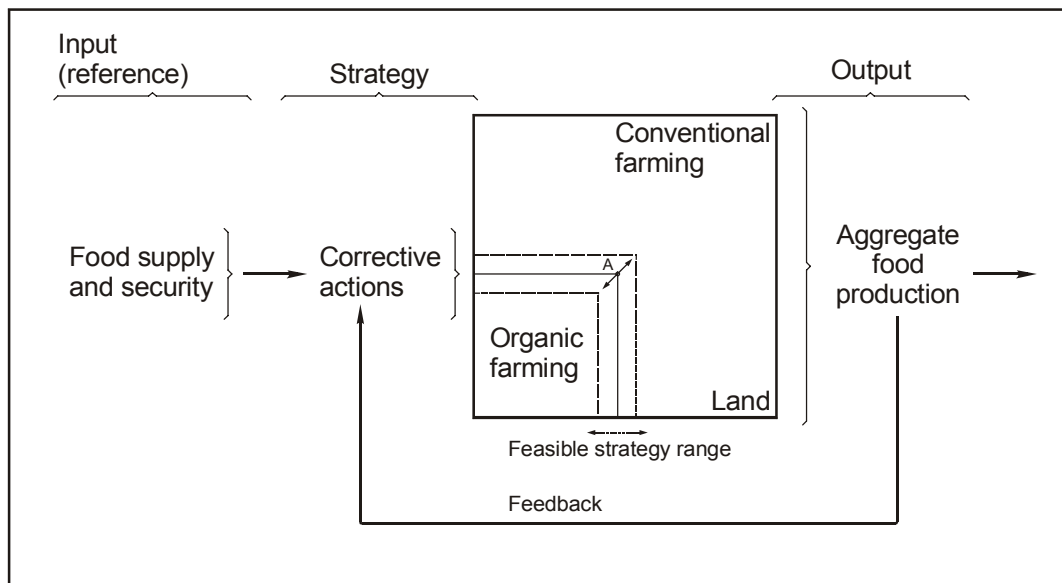 Input
(reference)
Strategy
Output
Conventional
farming
Food supply
and security
Corrective
actions
A
Aggregate
food
production
Organic
farming
Land
Feasible strategy range
Feedback